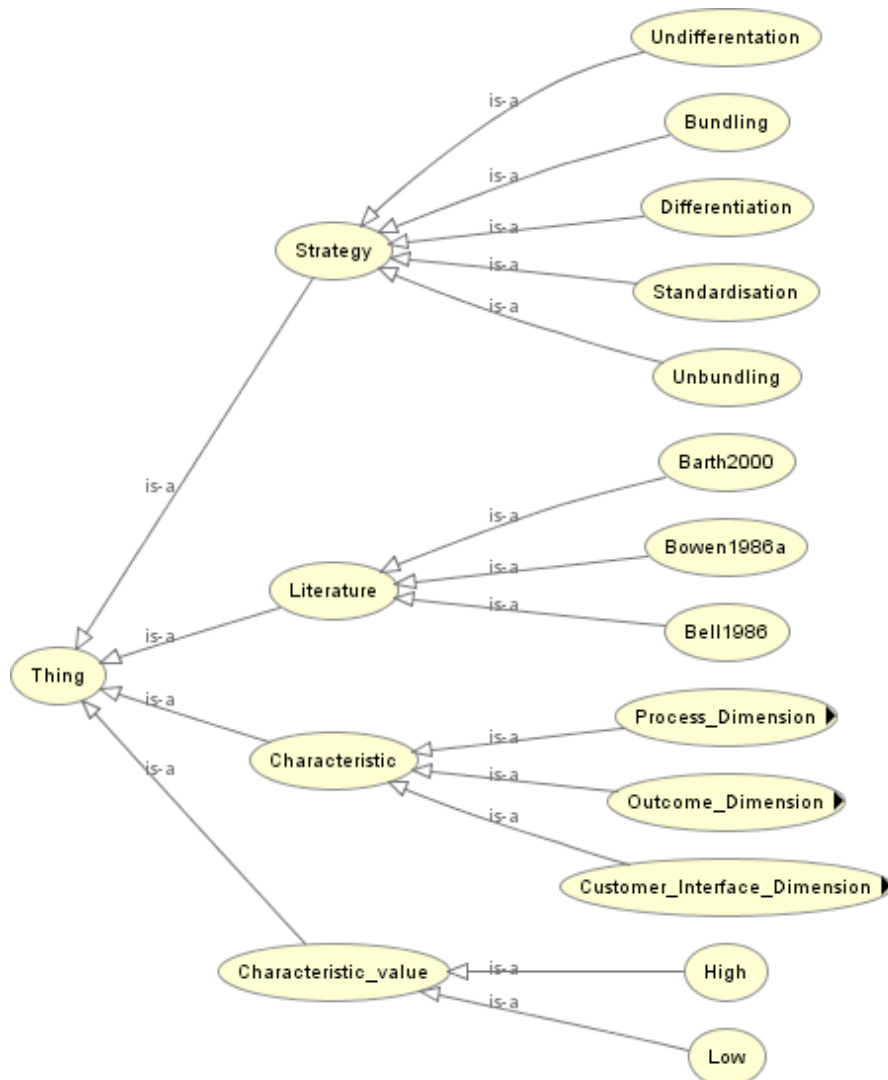 Undifferentation
is-a
Bundling
is-a
Differentiation
is-a
Strategy
is-a
Standardisation
is-a
Unbundling
is-a
Barth2000
is-a
Bowen1986a
is-a
Literature
is-a
Bell1986
is-a
Thing
is-a
Process_Dimension
is-a
Characteristic
is-a
Outcome_Dimension
is-a
Customer_Interface_Dimension
is-a
Characteristic_value
is-a
High
is-a
Low